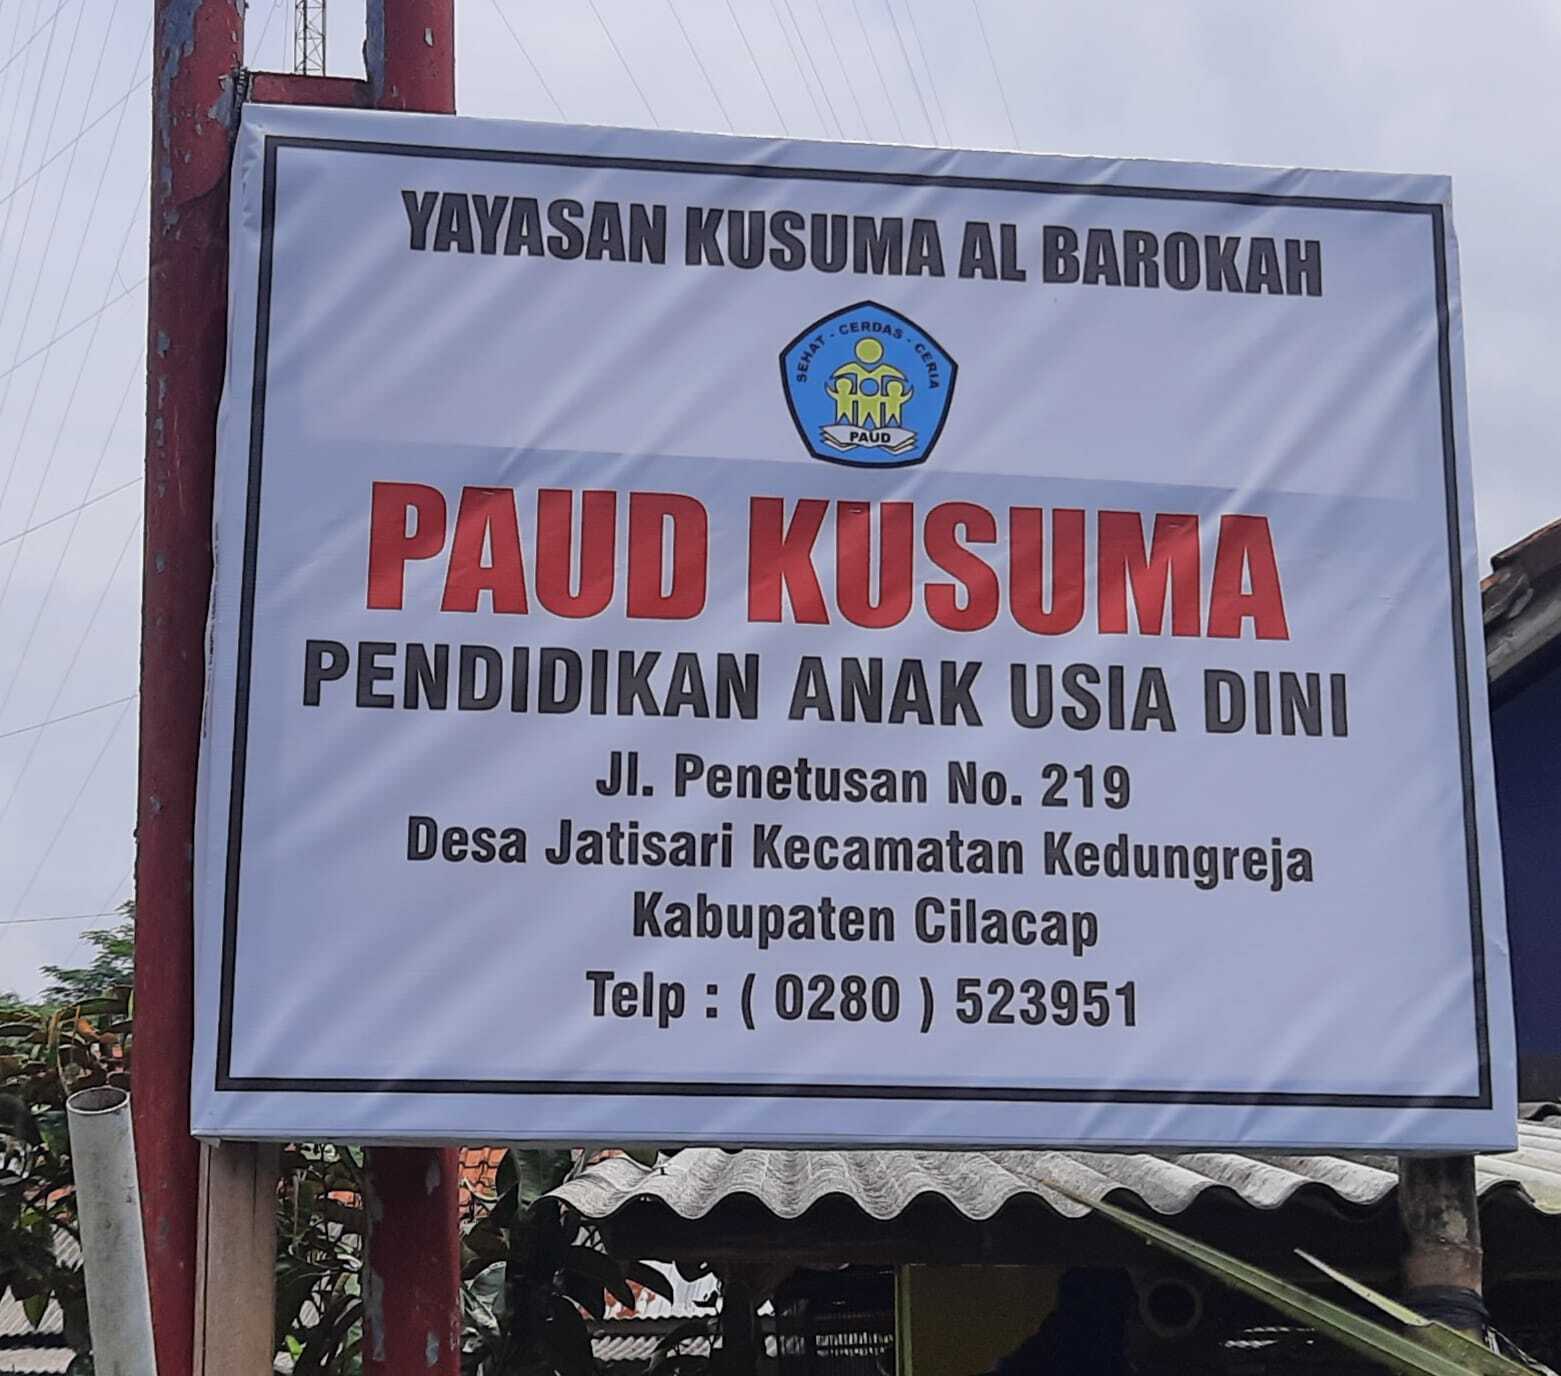 YAYASAN KUSUMA AL BAROKAH
SEHAT - CERDAS - CERIA
PAUD
PAUD KUSUMA
PENDIDIKAN ANAK USIA DINI
Jl. Penetusan No. 219
Desa Jatisari Kecamatan Kedungreja
Kabupaten Cilacap
Telp : ( 0280 ) 523951